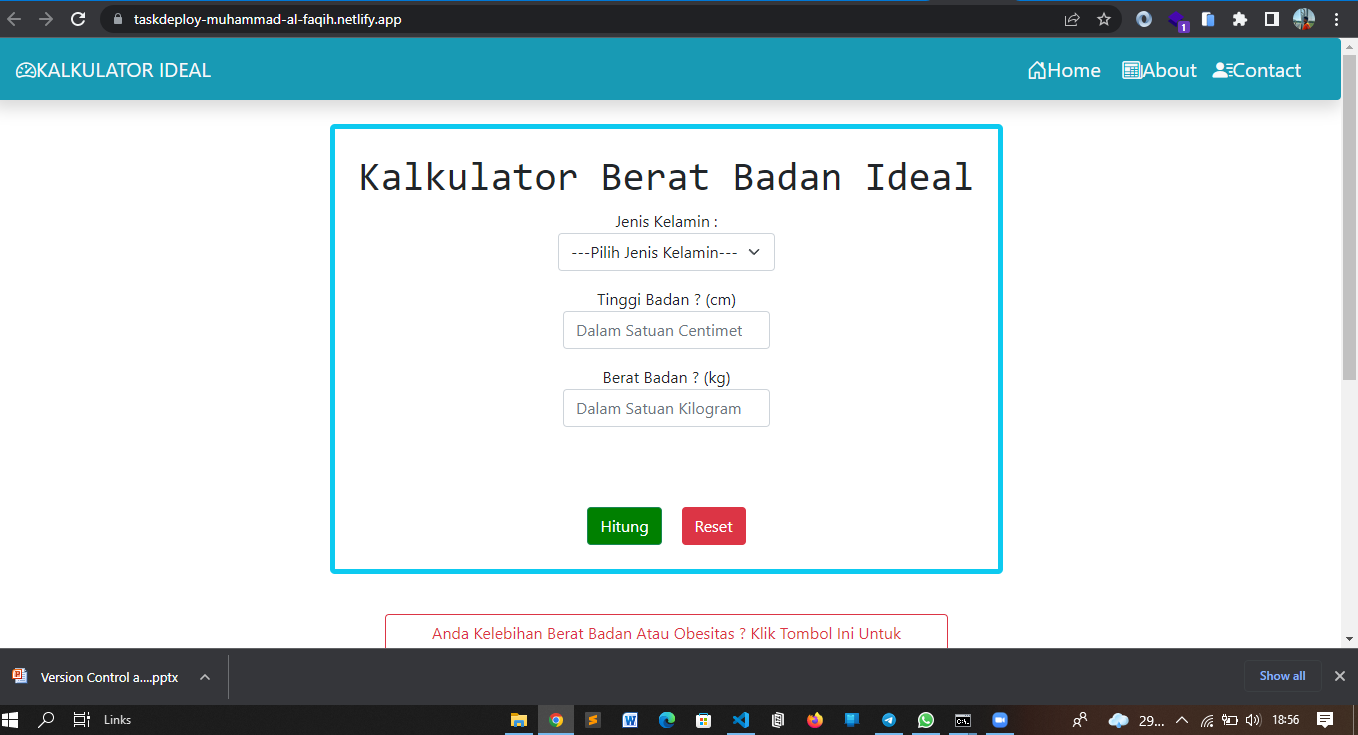 taskdeploy-muhammad-al-faqih.netlify.app
1
KALKULATOR IDEAL
Home About Contact
Kalkulator Berat Badan Ideal
Jenis Kelamin :
---Pilih Jenis Kelamin---
Tinggi Badan ? (cm)
Dalam Satuan Centimet
Berat Badan ? (kg)
Dalam Satuan Kilogram
Hitung Reset
Anda Kelebihan Berat Badan Atau Obesitas ? Klik Tombol Ini Untuk
Version Control a....pptx
Show all
Links
29...
18:56